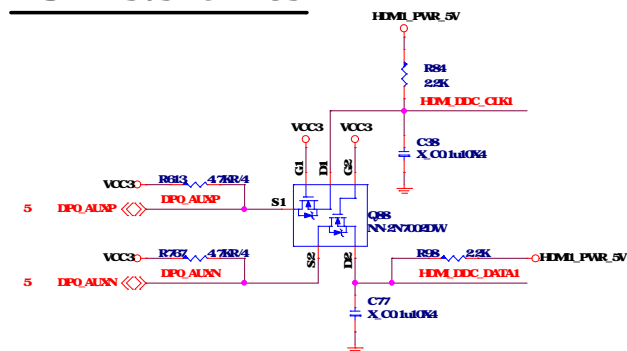 HDMI1_PWR_5V
R84
2.2K
HDMI_DDC_CLK1
VCC3 VCC3
C38
X_C0.1u10X4
G1 D1 G2
VCC3 R613 4.7KR/4
5 DP0_AUXP DP0_AUXP S1
Q88
NN-2N7002DW
VCC3 R767 4.7KR/4
S2 D2
R98 2.2K HDMI1_PWR_5V
5 DP0_AUXN DP0_AUXN
HDMI_DDC_DATA1
C77
X_C0.1u10X4